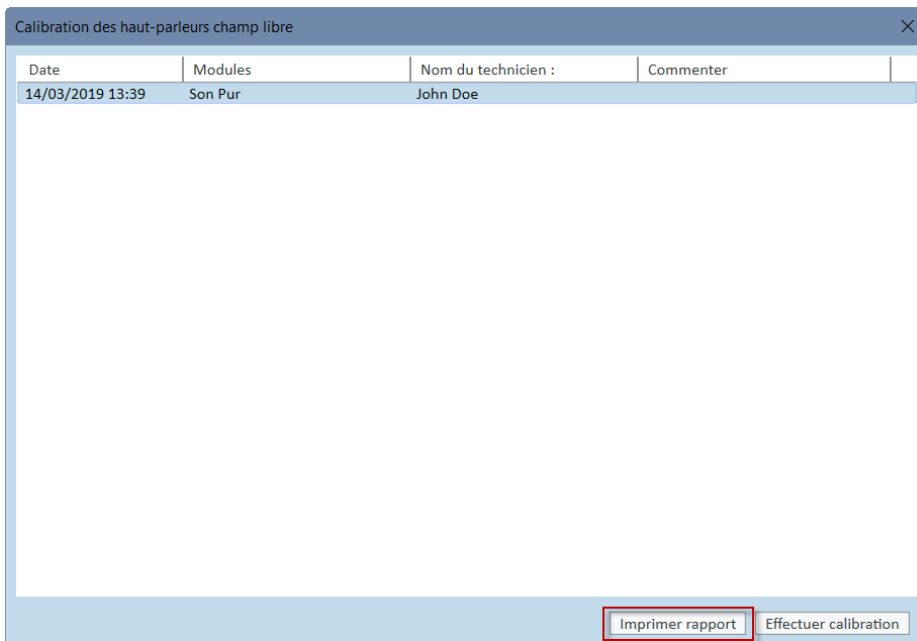 Calibration des haut-parleurs champ libre
Date Modules Nom du technicien : Commenter
14/03/2019 13:39 Son Pur John Doe
Imprimer rapport Effectuer calibration